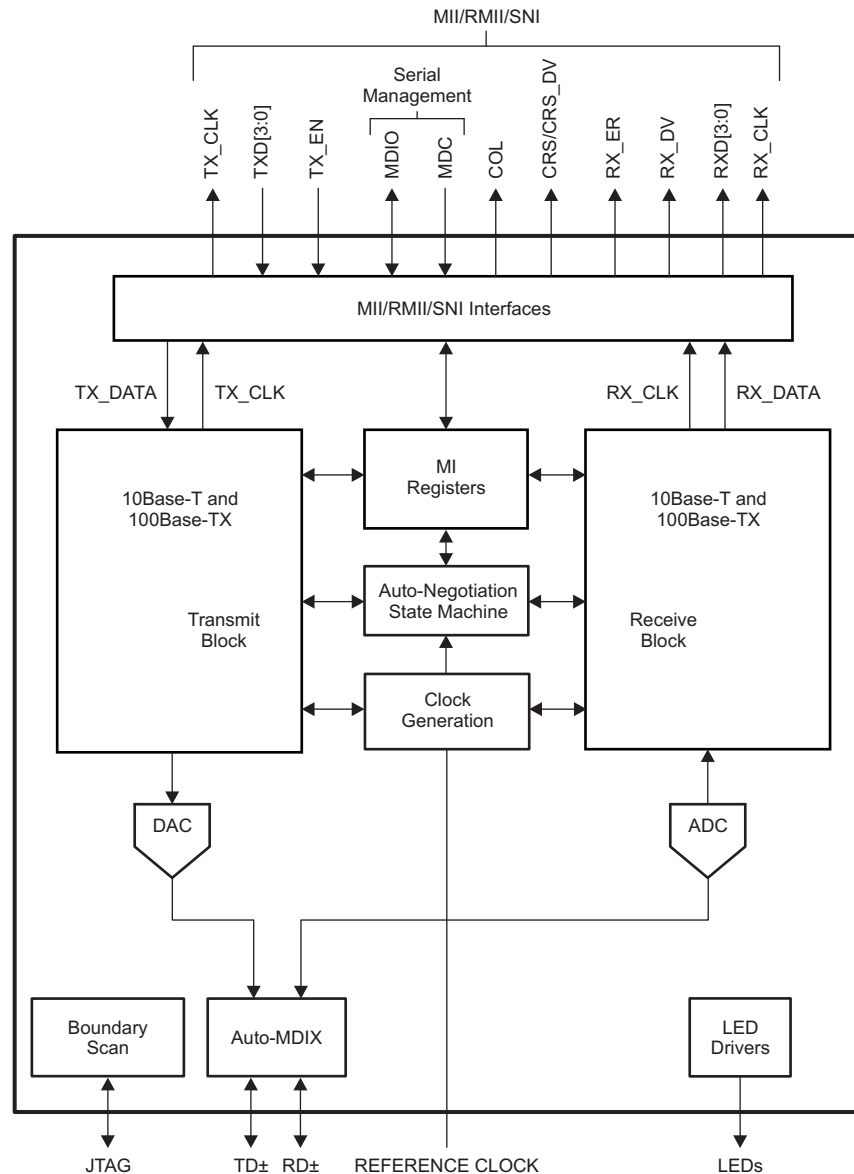 MII/RMII/SNI
Serial
Management
TX_CLK
TXD[3:0]
TX_EN
MDIO
MDC
COL
CRS/CRS_DV
RX_ER
RX_DV
RXD[3:0]
RX_CLK
MII/RMII/SNI Interfaces
TX_DATA
TX_CLK
RX_CLK
RX_DATA
10Base-T and
100Base-TX
Transmit
Block
MI
Registers
Auto-Negotiation
State Machine
Clock
Generation
10Base-T and
100Base-TX
Receive
Block
DAC
ADC
Boundary
Scan
Auto-MDIX
LED
Drivers
JTAG
TD±
RD±
REFERENCE CLOCK
LEDs